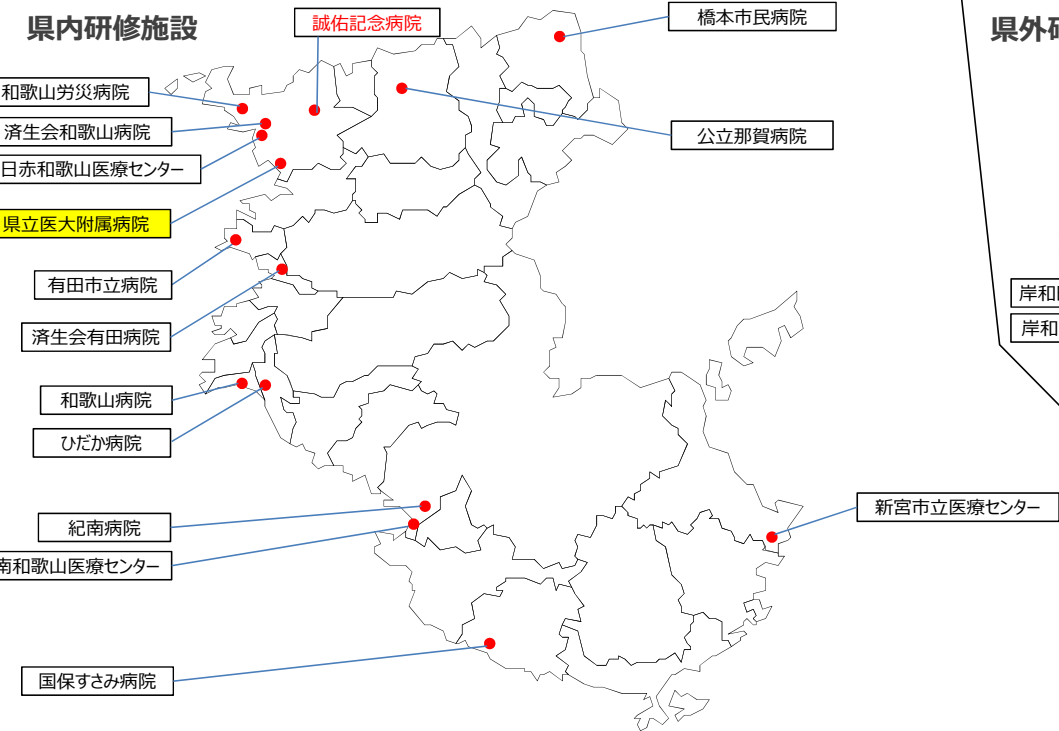 県内研修施設
誠佑記念病院
橋本市民病院
県外研
和歌山労災病院
済生会和歌山病院
公立那賀病院
日赤和歌山医療センター
県立医大附属病院
有田市立病院
岸和
済生会有田病院
岸和
和歌山病院
ひだか病院
紀南病院
新宮市立医療センター
南和歌山医療センター
国保すさみ病院